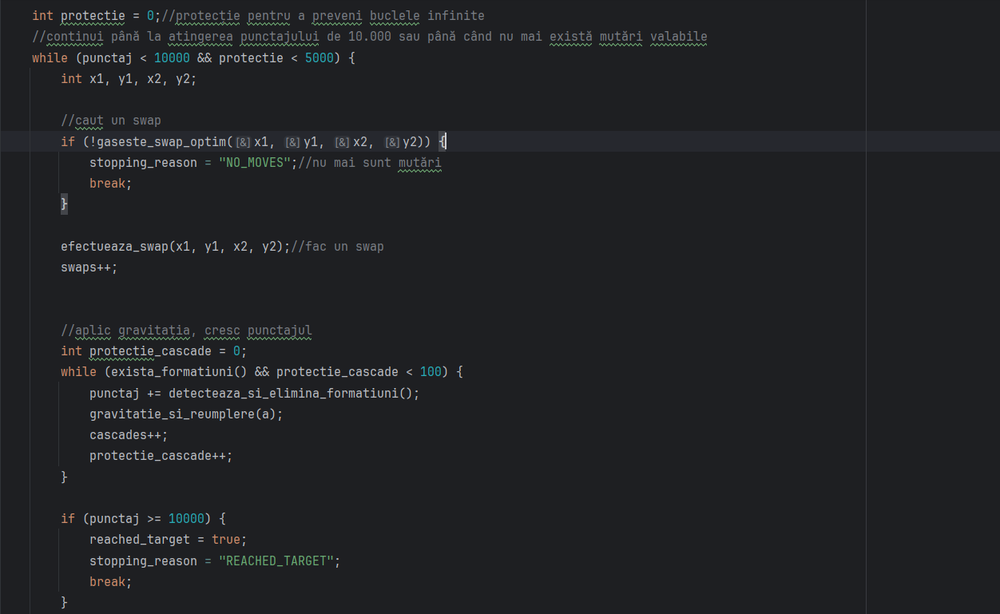 int protectie = 0;//protecție pentru a preveni buclele infinite
//continui până la atingerea punctajului de 10.000 sau până când nu mai există mutări valabile
while (punctaj < 10000 && protectie < 5000) {
int x1, y1, x2, y2;
//caut un swap
if (!gaseste_swap_optim([&]x1, [&]y1, [&]x2, [&]y2)) {
stopping_reason = "NO_MOVES";//nu mai sunt mutări
break;
}
efectueaza_swap(x1, y1, x2, y2);//fac un swap
swaps++;
//aplic gravitatia, cresc punctajul
int protectie_cascade = 0;
while (exista_formatiuni() && protectie_cascade < 100) {
punctaj += detecteaza_si_elimina_formatiuni();
gravitatie_si_reumplere(a);
cascades++;
protectie_cascade++;
}
if (punctaj >= 10000) {
reached_target = true;
stopping_reason = "REACHED_TARGET";
break;
}